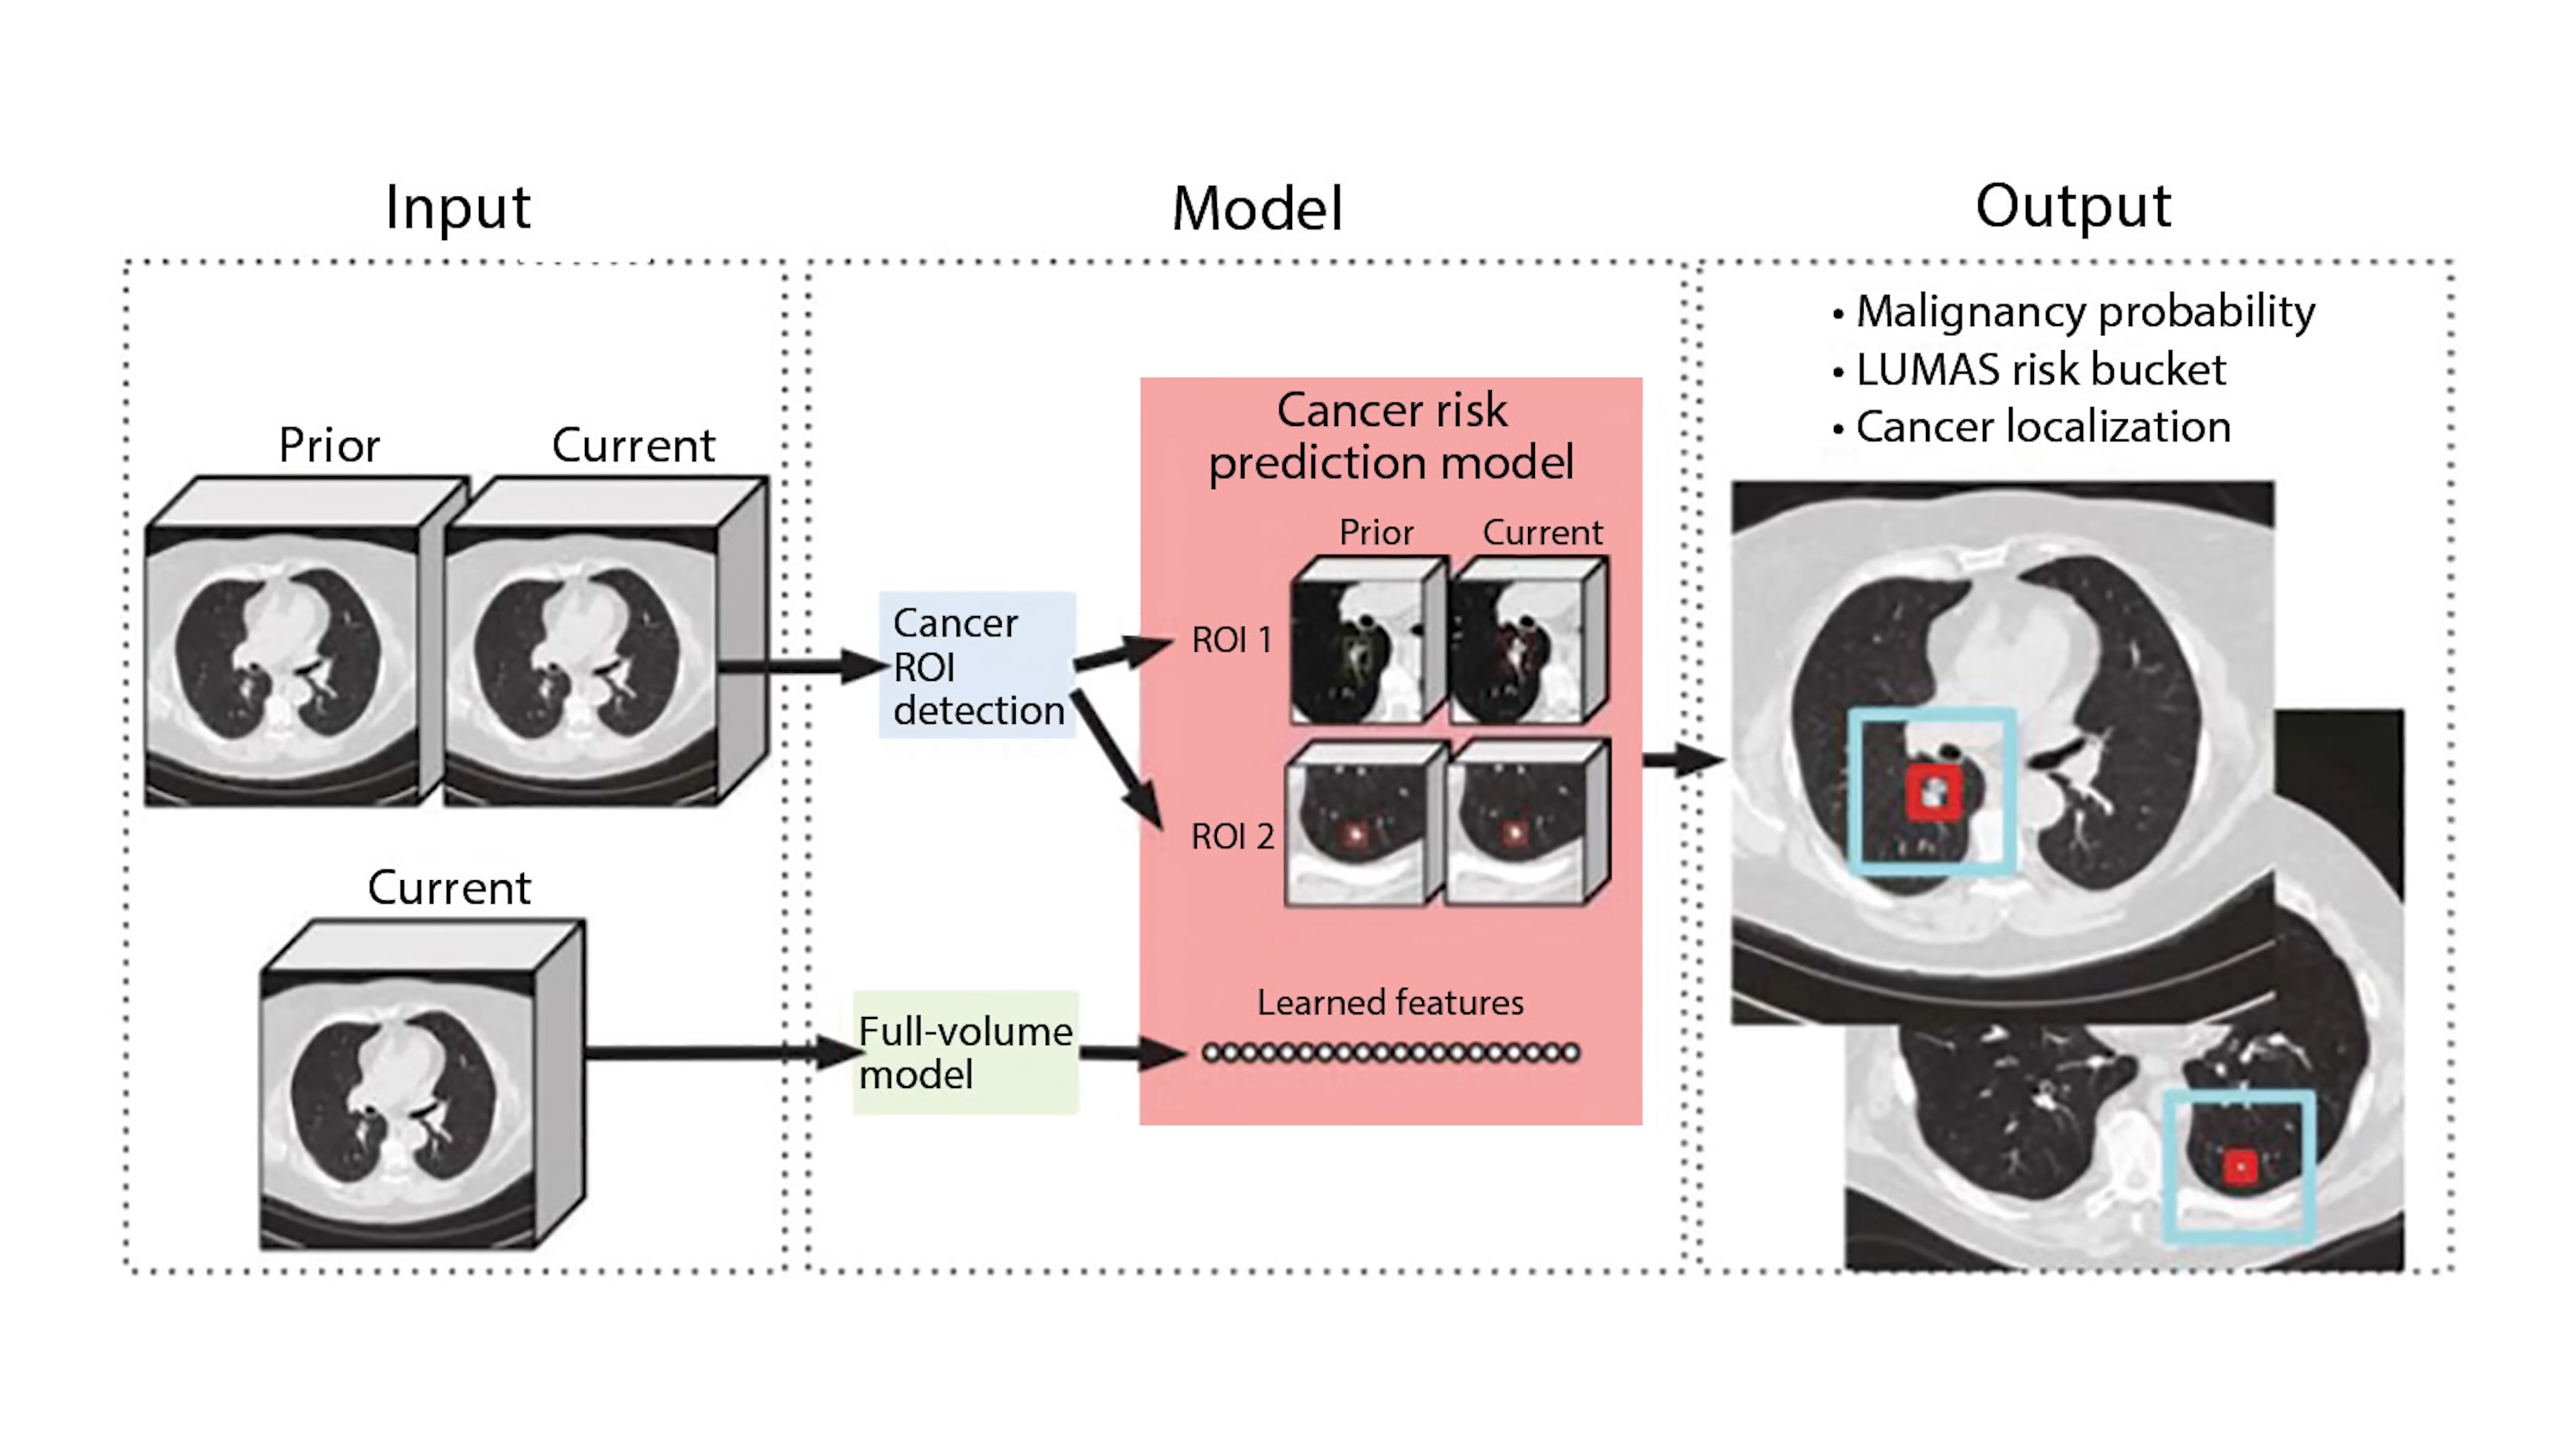 Input
Model
Output
Prior
Current
Current
Cancer
ROI
detection
Full-volume
model
Cancer risk
prediction model
Prior
Current
ROI 1
ROI 2
Learned features
• Malignancy probability
• LUMAS risk bucket
• Cancer localization